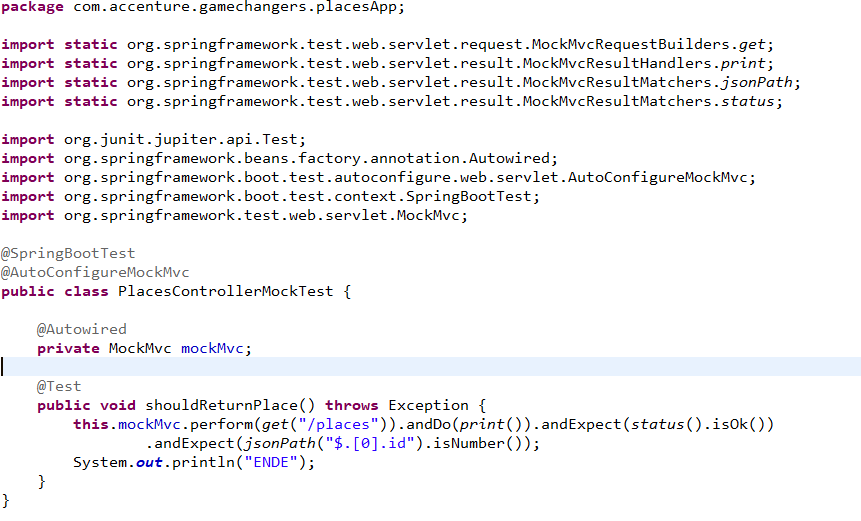 package com.accenture.gamechangers.placesApp;
import static org.springframework.test.web.servlet.request.MockMvcRequestBuilders.get;
import static org.springframework.test.web.servlet.result.MockMvcResultHandlers.print;
import static org.springframework.test.web.servlet.result.MockMvcResultMatchers.jsonPath;
import static org.springframework.test.web.servlet.result.MockMvcResultMatchers.status;
import org.junit.jupiter.api.Test;
import org.springframework.beans.factory.annotation.Autowired;
import org.springframework.boot.test.autoconfigure.web.servlet.AutoConfigureMockMvc;
import org.springframework.boot.test.context.SpringBootTest;
import org.springframework.test.web.servlet.MockMvc;
@SpringBootTest
@AutoConfigureMockMvc
public class PlacesControllerMockTest {
    @Autowired
    private MockMvc mockMvc;
    @Test
    public void shouldReturnPlace() throws Exception {
        this.mockMvc.perform(get("/places")).andDo(print()).andExpect(status().isOk())
                .andExpect(jsonPath("$.[0].id").isNumber());
        System.out.println("ENDE");
    }
}